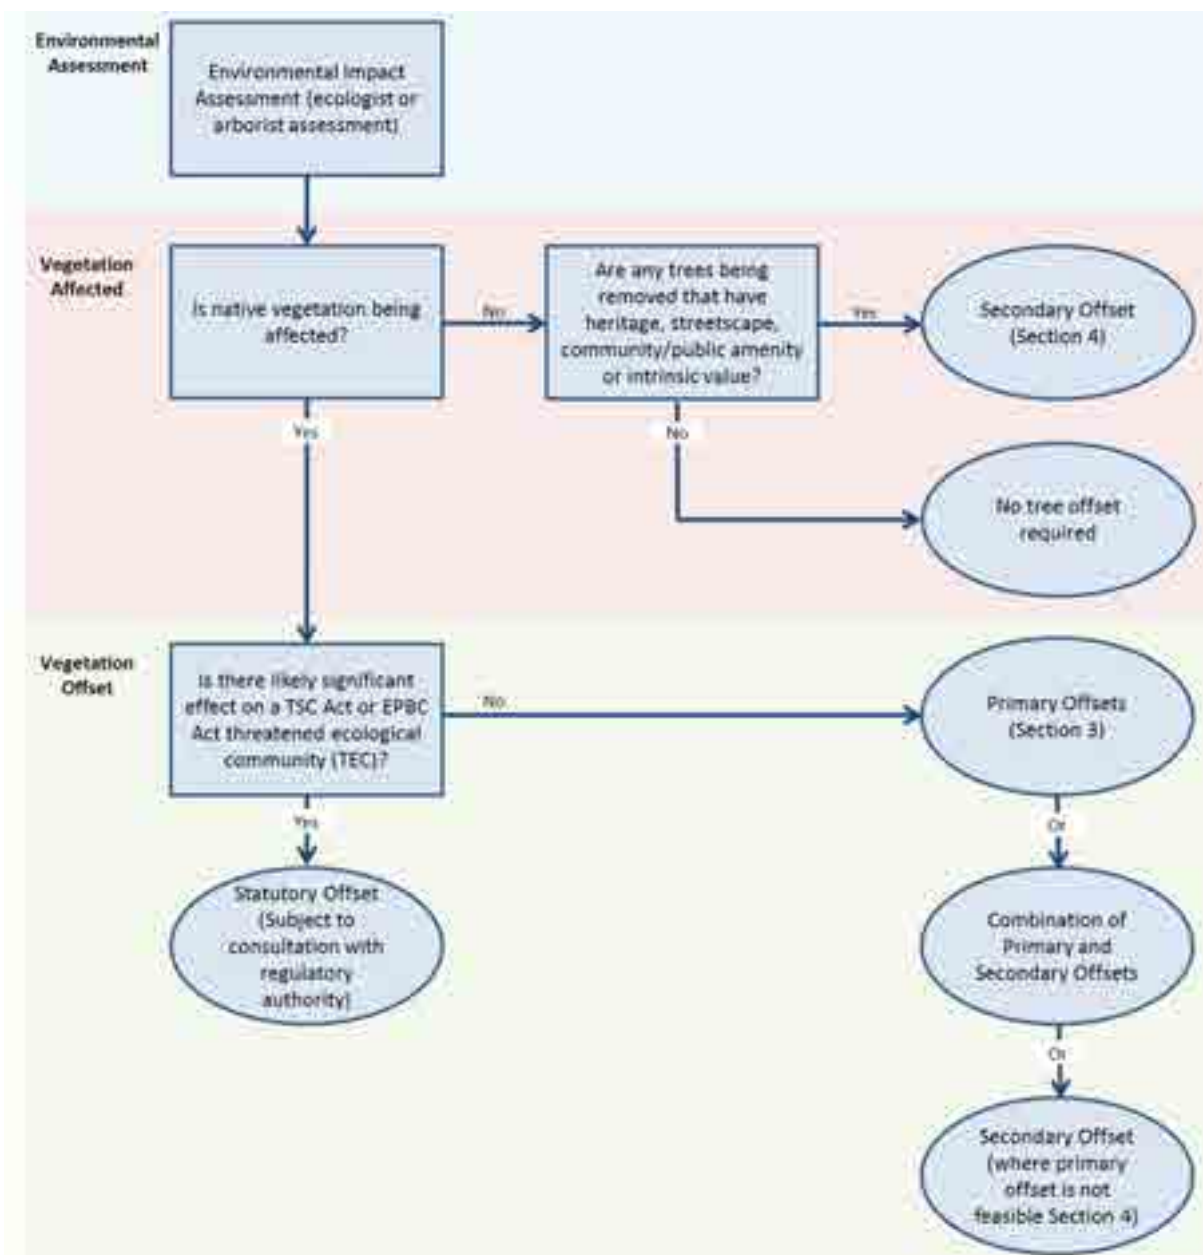 Environmental
Assessment
Environmental Impact
Assessment (ecologist or
arborist assessment)
Vegetation
Affected
Is native vegetation being
affected?
No
Are any trees being
removed that have
heritage, streetscape,
community/public amenity
or intrinsic value?
Yes
Secondary Offset
(Section 4)
Yes
No
No tree offset
required
Vegetation
Offset
Is there likely significant
effect on a TSC Act or EPBC
Act threatened ecological
community (TEC)?
No
Primary Offsets
(Section 3)
Yes
Or
Statutory Offset
(Subject to
consultation with
regulatory
authority)
Combination of
Primary and
Secondary Offsets
Or
Secondary Offset
(where primary
offset is not
feasible Section 4)